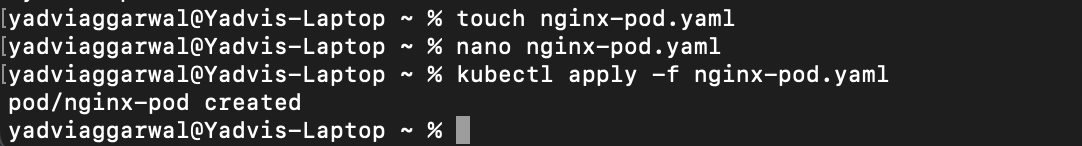 [yadviaggarwal@Yadvis-Laptop ~ % touch nginx-pod.yaml
[yadviaggarwal@Yadvis-Laptop ~ % nano nginx-pod.yaml
[yadviaggarwal@Yadvis-Laptop ~ % kubectl apply -f nginx-pod.yaml
pod/nginx-pod created
yadviaggarwal@Yadvis-Laptop ~ %